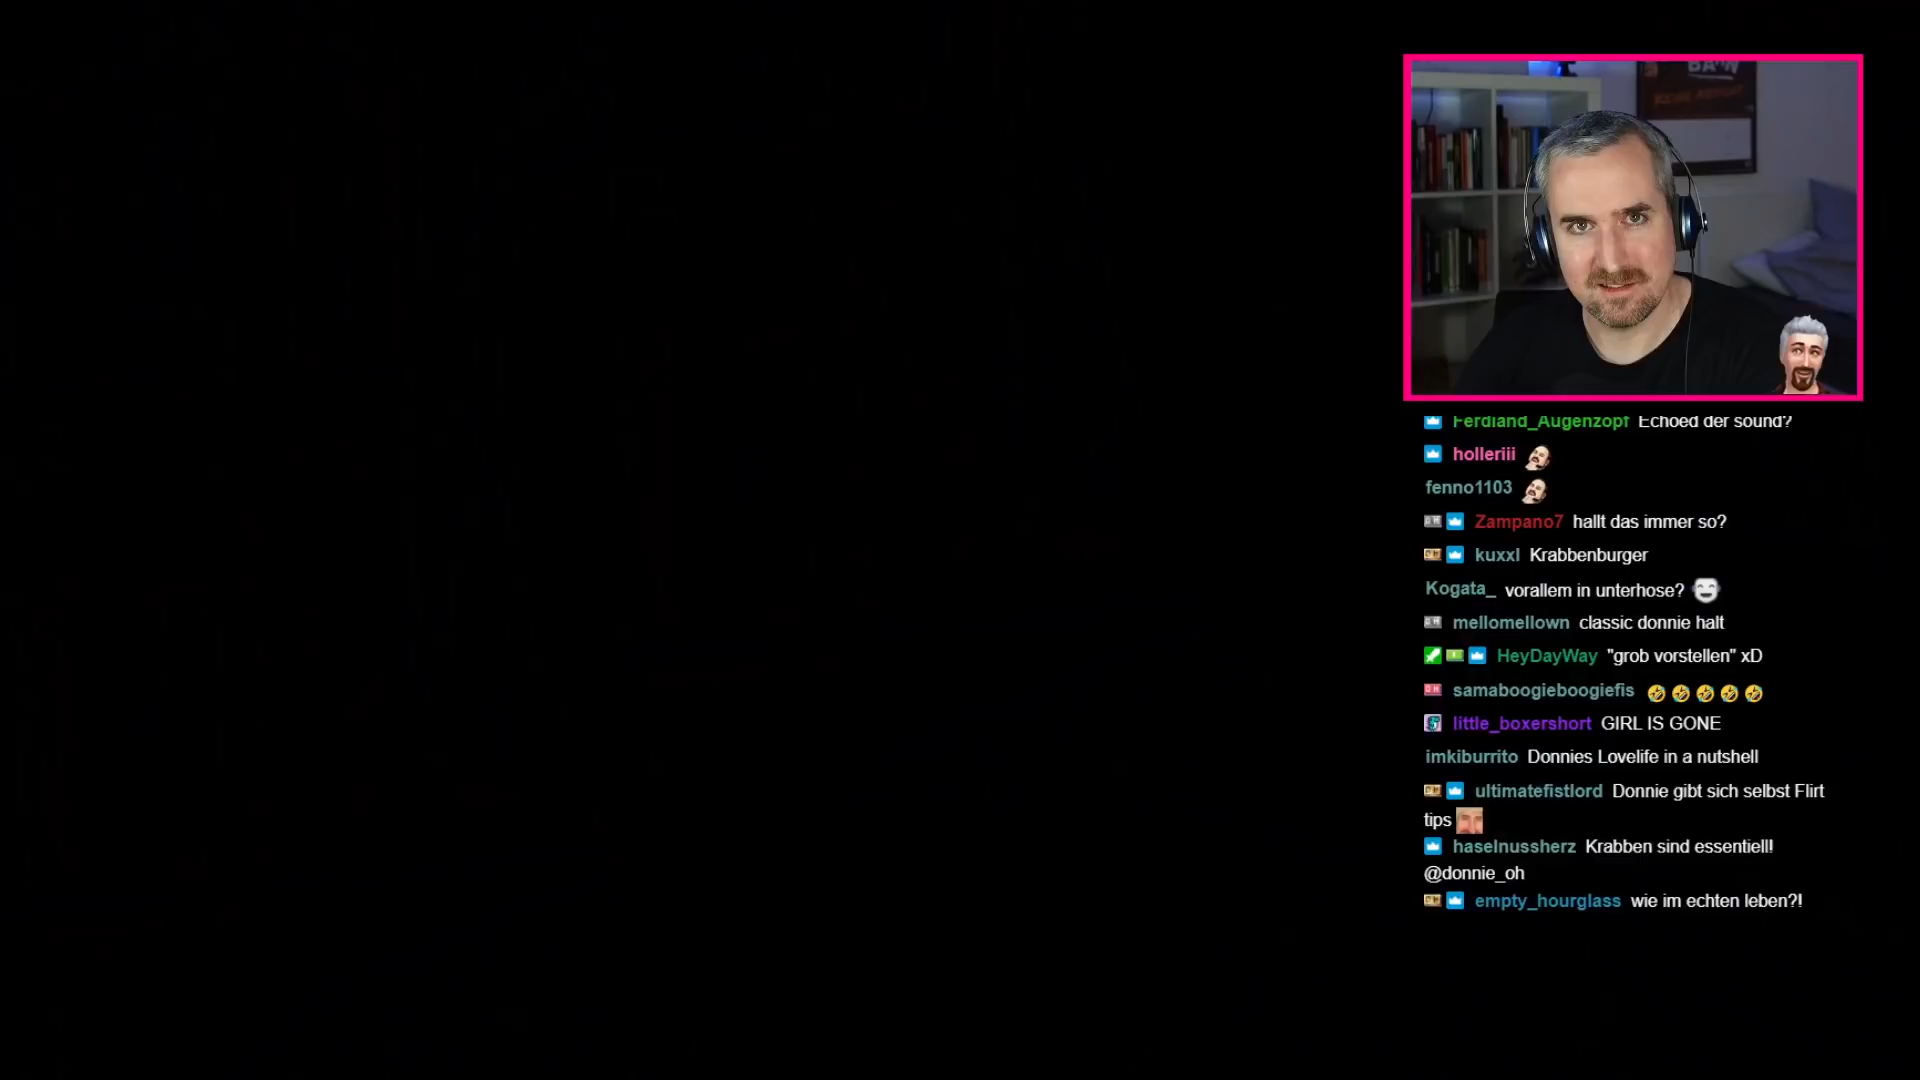 BAHN
Ferdiand_Augenzopf Echoed der sound?
holleriii
fenno1103
Zampano7 hallt das immer so?
kuxxl Krabbenburger
Kogata_ vorallem in unterhose?
mellomellown classic donnie halt
HeyDayWay "grob vorstellen" xD
samaboogieboogiefis
little_boxershort GIRL IS GONE
imkiburrito Donnies Lovelife in a nutshell
ultimatefistlord Donnie gibt sich selbst Flirt
tips
haselnussherz Krabben sind essentiell!
@donnie_oh
empty_hourglass wie im echten leben?!